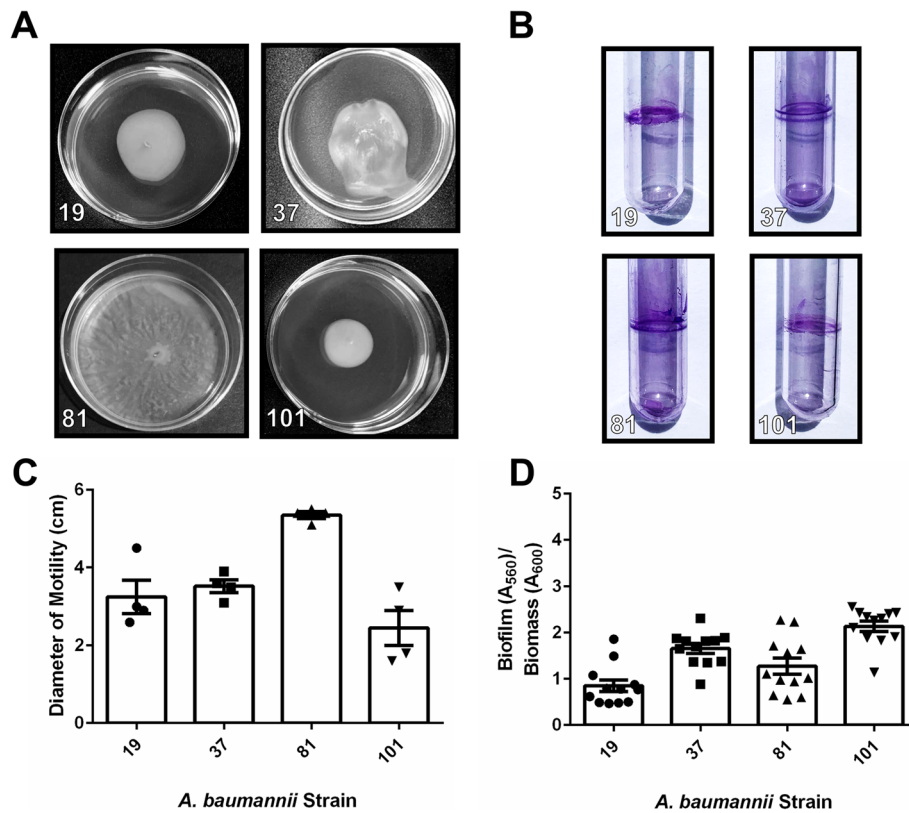 A
B
19
37
19
37
81
101
81
101
C
D
Diameter of Motility (cm)
6
4
2
0
19
37
81
101
A. baumannii Strain
Biofilm (A560)/
Biomass (A600)
5
4
3
2
1
0
19
37
81
101
A. baumannii Strain